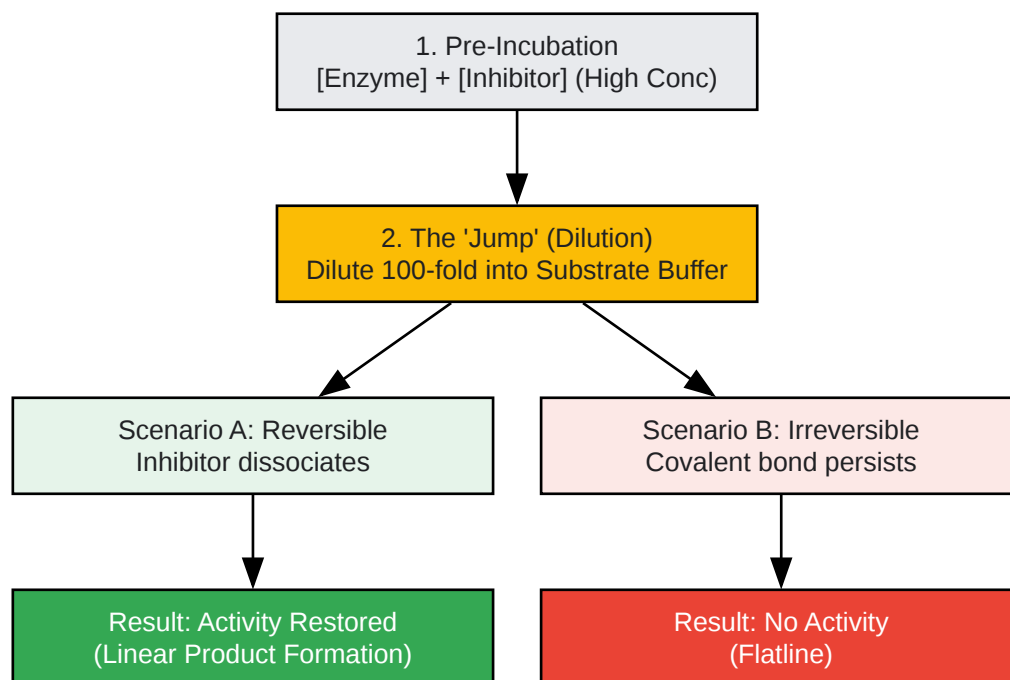 1. Pre-Incubation
[Enzyme] + [Inhibitor] (High Conc)
2. The 'Jump' (Dilution)
Dilute 100-fold into Substrate Buffer
Scenario A: Reversible
Inhibitor dissociates
Scenario B: Irreversible
Covalent bond persists
Result: Activity Restored
(Linear Product Formation)
Result: No Activity
(Flatline)